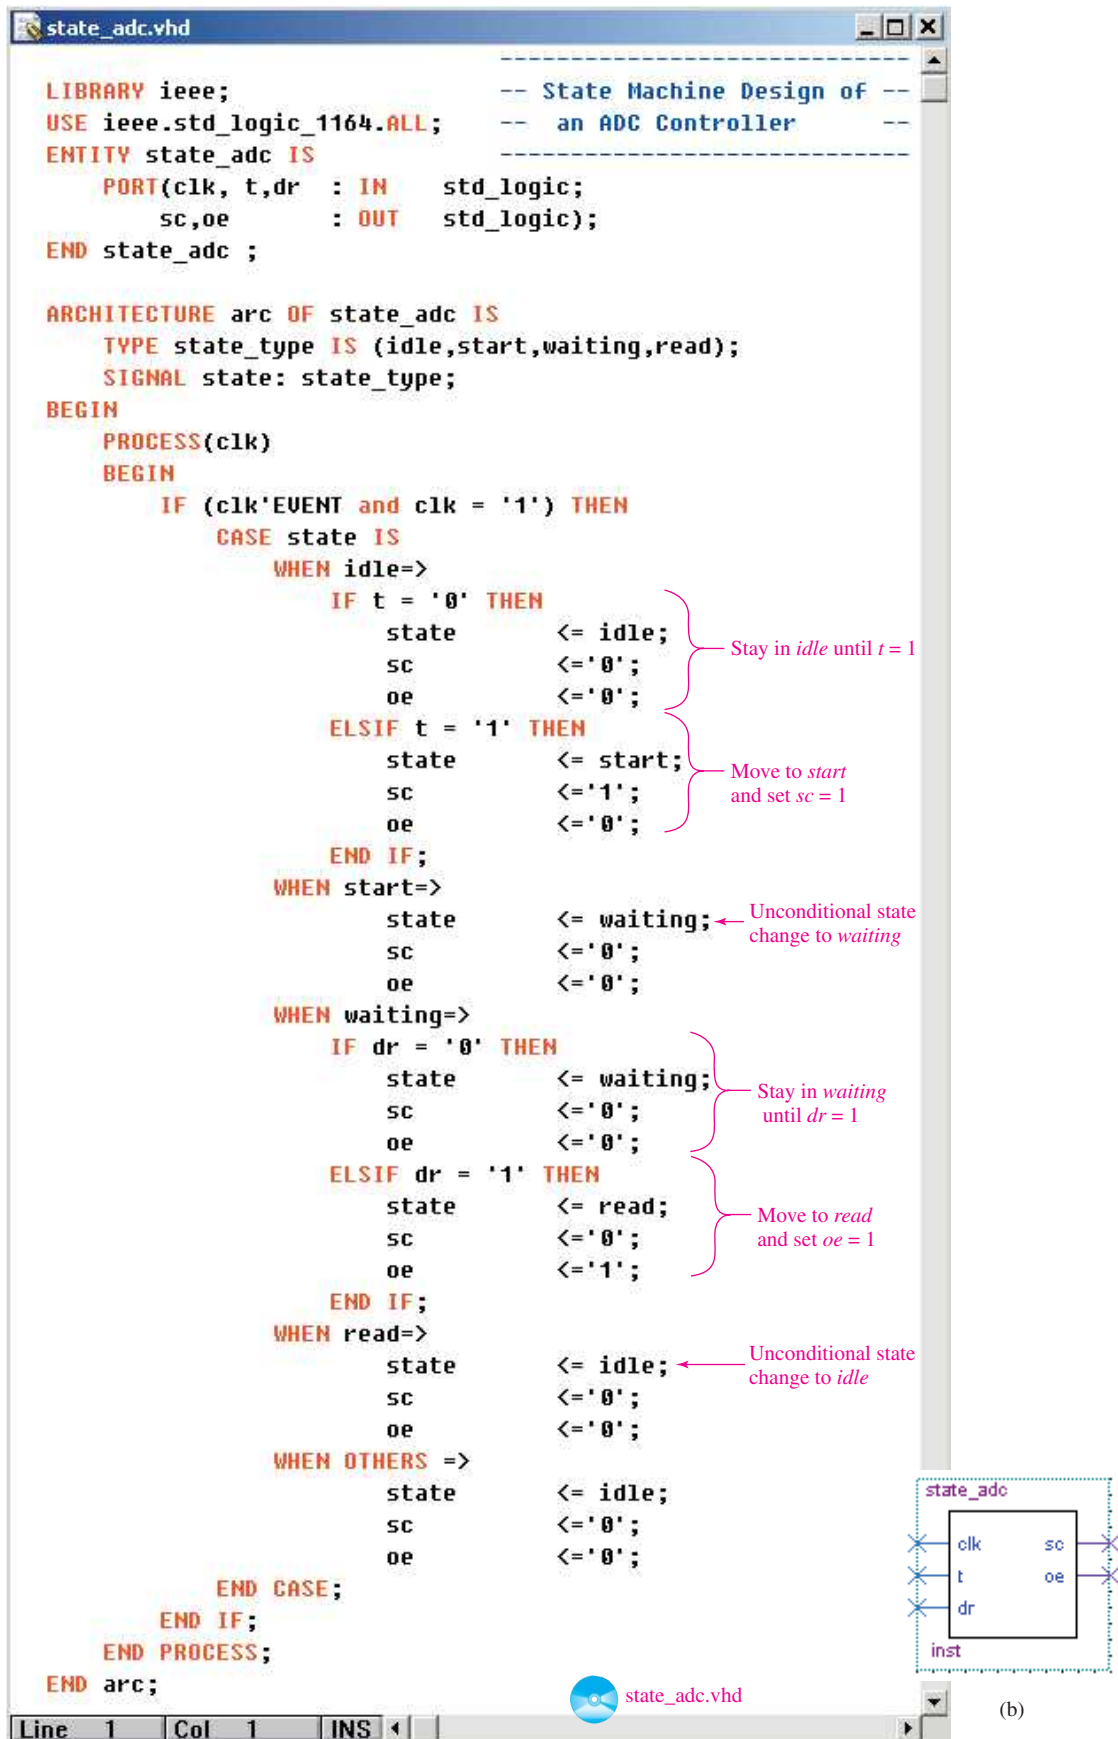 state_adc.vhd
-----------------------------
LIBRARY ieee; -- State Machine Design of --
USE ieee.std_logic_1164.ALL; -- an ADC Controller --
ENTITY state_adc IS -----------------------------
PORT(clk, t,dr : IN std_logic;
sc,oe : OUT std_logic);
END state_adc ;
ARCHITECTURE arc OF state_adc IS
TYPE state_type IS (idle,start,waiting,read);
SIGNAL state: state_type;
BEGIN
PROCESS(clk)
BEGIN
IF (clk'EVENT and clk = '1') THEN
CASE state IS
WHEN idle=>
IF t = '0' THEN
state <= idle;
sc <='0';
oe <='0';
Stay in idle until t = 1
ELSIF t = '1' THEN
state <= start;
sc <='1';
oe <='0';
Move to start
and set sc = 1
END IF;
WHEN start=>
state <= waiting;
sc <='0';
oe <='0';
Unconditional state
change to waiting
WHEN waiting=>
IF dr = '0' THEN
state <= waiting;
sc <='0';
oe <='0';
Stay in waiting
until dr = 1
ELSIF dr = '1' THEN
state <= read;
sc <='0';
oe <='1';
Move to read
and set oe = 1
END IF;
WHEN read=>
state <= idle;
sc <='0';
oe <='0';
Unconditional state
change to idle
WHEN OTHERS =>
state <= idle;
sc <='0';
oe <='0';
END CASE;
END IF;
END PROCESS;
END arc;
state_adc.vhd
Line 1 Col 1 INS
state_adc
clk sc
t oe
dr
inst
(b)